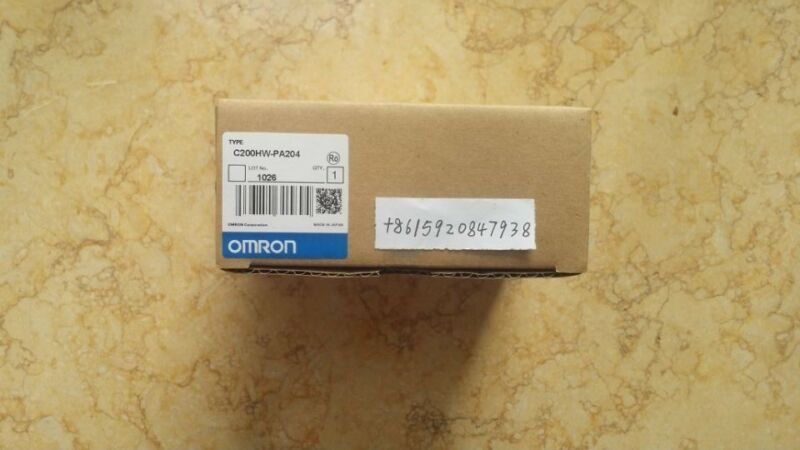 TYPE
C200HW-PA204
Ro
LOT No. QTY.
1026 1
OMRON Corporation MADE IN JAPAN
OMRON
+8615920847938